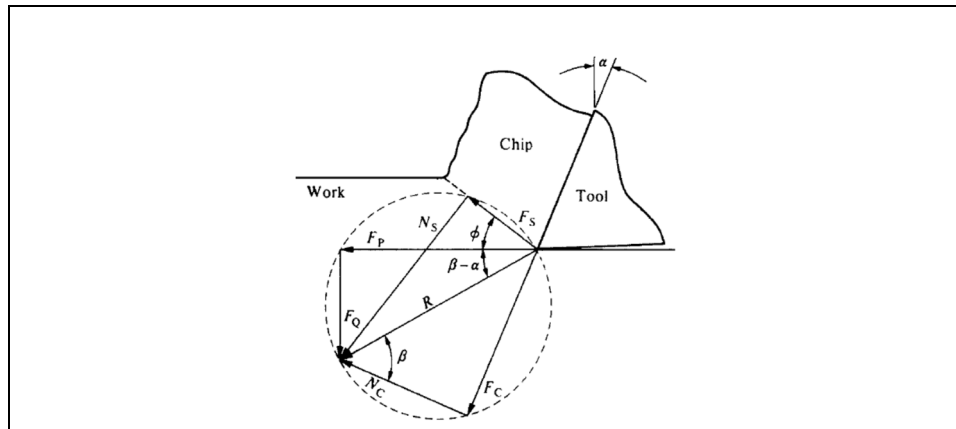 α
Chip
Tool
Work
N_S
F_S
F_P
ϕ
β−α
R
F_Q
β
N_C
F_C